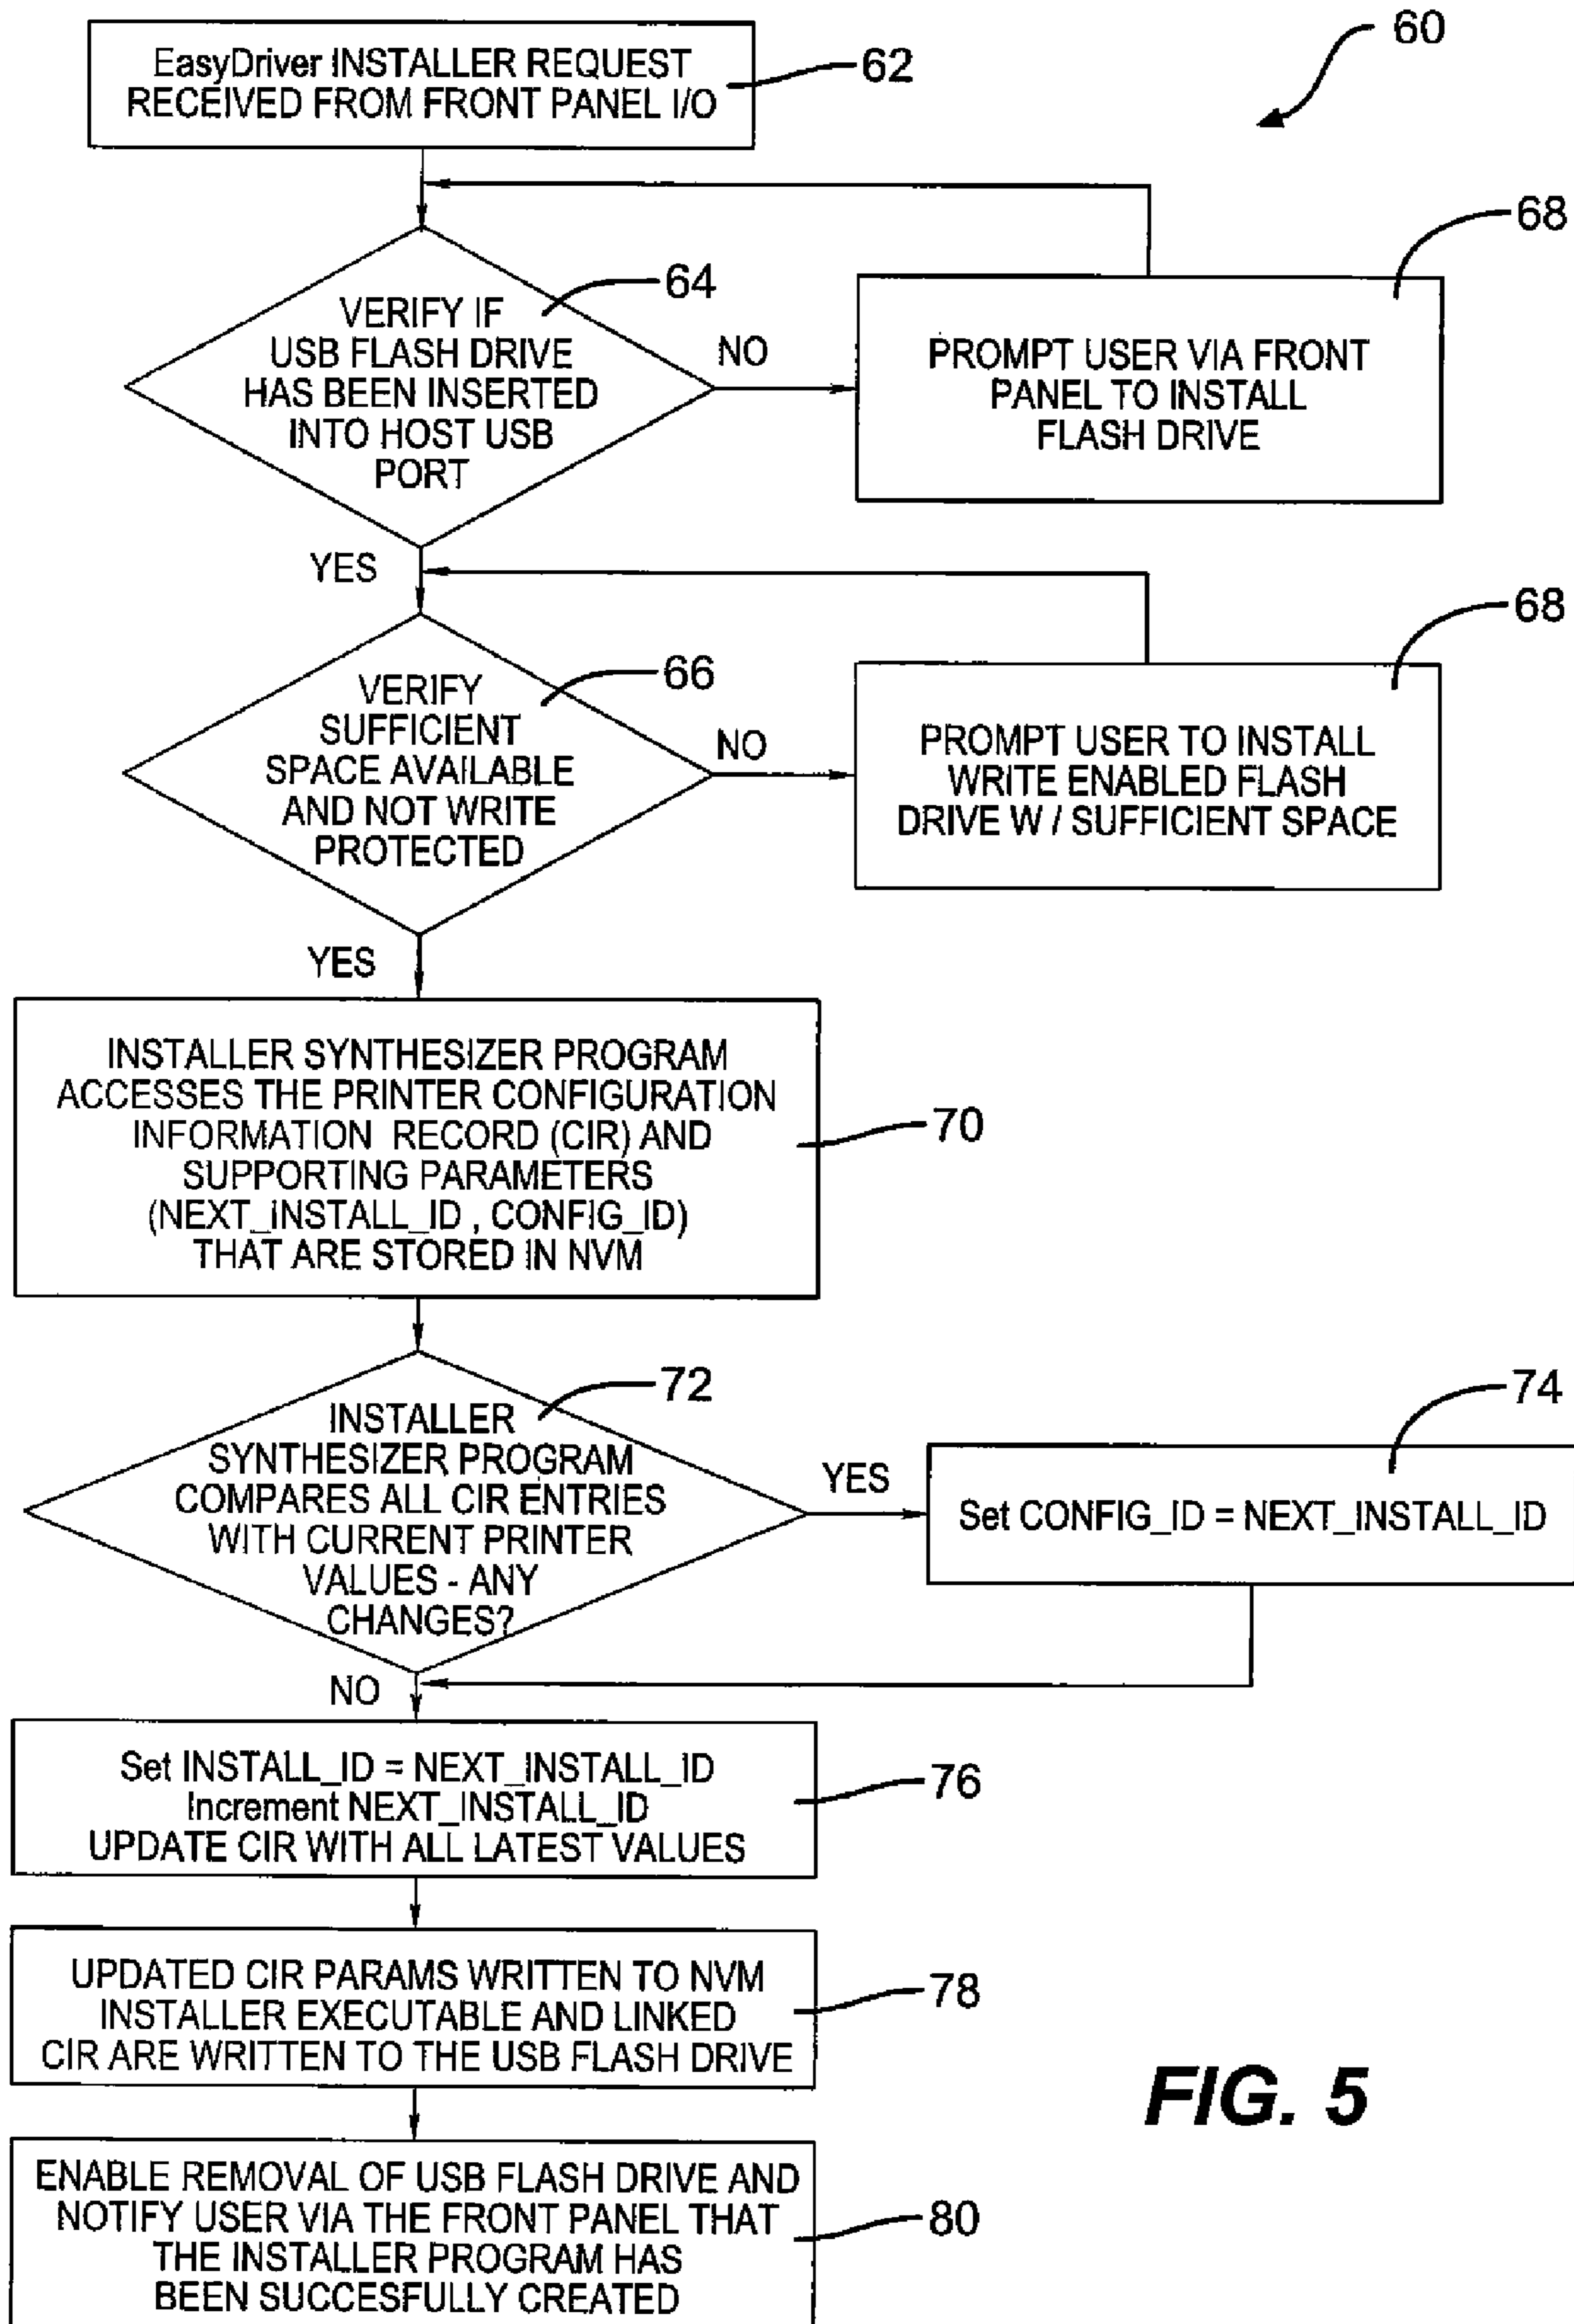 60
EasyDriver INSTALLER REQUEST
RECEIVED FROM FRONT PANEL I/O
62
VERIFY IF
USB FLASH DRIVE
HAS BEEN INSERTED
INTO HOST USB
PORT
64
NO
PROMPT USER VIA FRONT
PANEL TO INSTALL
FLASH DRIVE
68
YES
VERIFY
SUFFICIENT
SPACE AVAILABLE
AND NOT WRITE
PROTECTED
66
NO
PROMPT USER TO INSTALL
WRITE ENABLED FLASH
DRIVE W / SUFFICIENT SPACE
68
YES
INSTALLER SYNTHESIZER PROGRAM
ACCESSES THE PRINTER CONFIGURATION
INFORMATION RECORD (CIR) AND
SUPPORTING PARAMETERS
(NEXT_INSTALL_ID , CONFIG_ID)
THAT ARE STORED IN NVM
70
INSTALLER
SYNTHESIZER PROGRAM
COMPARES ALL CIR ENTRIES
WITH CURRENT PRINTER
VALUES - ANY
CHANGES?
72
YES
Set CONFIG_ID = NEXT_INSTALL_ID
74
NO
Set INSTALL_ID = NEXT_INSTALL_ID
Increment NEXT_INSTALL_ID
UPDATE CIR WITH ALL LATEST VALUES
76
UPDATED CIR PARAMS WRITTEN TO NVM
INSTALLER EXECUTABLE AND LINKED
CIR ARE WRITTEN TO THE USB FLASH DRIVE
78
ENABLE REMOVAL OF USB FLASH DRIVE AND
NOTIFY USER VIA THE FRONT PANEL THAT
THE INSTALLER PROGRAM HAS
BEEN SUCCESFULLY CREATED
80
FIG. 5